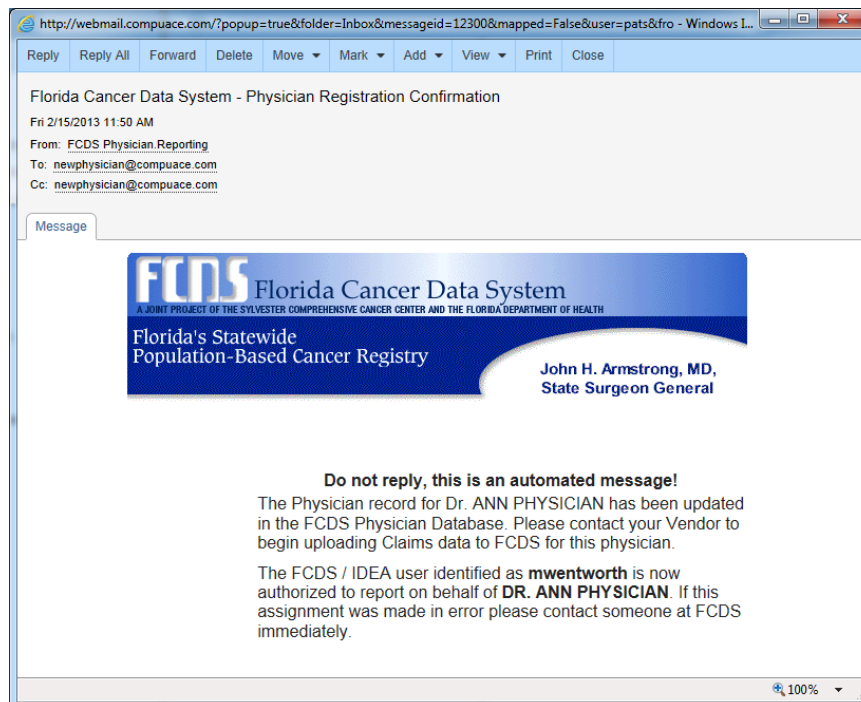 http://webmail.compuace.com/?popup=true&folder=Inbox&messageid=12300&mapped=False&user=pats&fro - Windows I...
Reply Reply All Forward Delete Move Mark Add View Print Close
Florida Cancer Data System - Physician Registration Confirmation
Fri 2/15/2013 11:50 AM
From: FCDS Physician.Reporting
To: newphysician@compuace.com
Cc: newphysician@compuace.com
Message
FCDS Florida Cancer Data System
A JOINT PROJECT OF THE SYLVESTER COMPREHENSIVE CANCER CENTER AND THE FLORIDA DEPARTMENT OF HEALTH
Florida's Statewide
Population-Based Cancer Registry
John H. Armstrong, MD,
State Surgeon General
Do not reply, this is an automated message!
The Physician record for Dr. ANN PHYSICIAN has been updated
in the FCDS Physician Database. Please contact your Vendor to
begin uploading Claims data to FCDS for this physician.
The FCDS / IDEA user identified as mwentworth is now
authorized to report on behalf of DR. ANN PHYSICIAN. If this
assignment was made in error please contact someone at FCDS
immediately.
100%